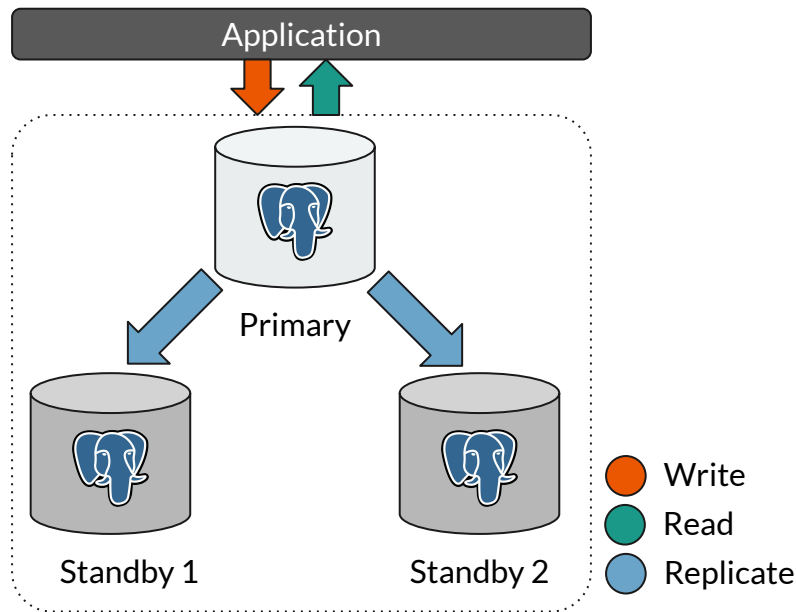 Application
Primary
Standby 1
Standby 2
Write
Read
Replicate